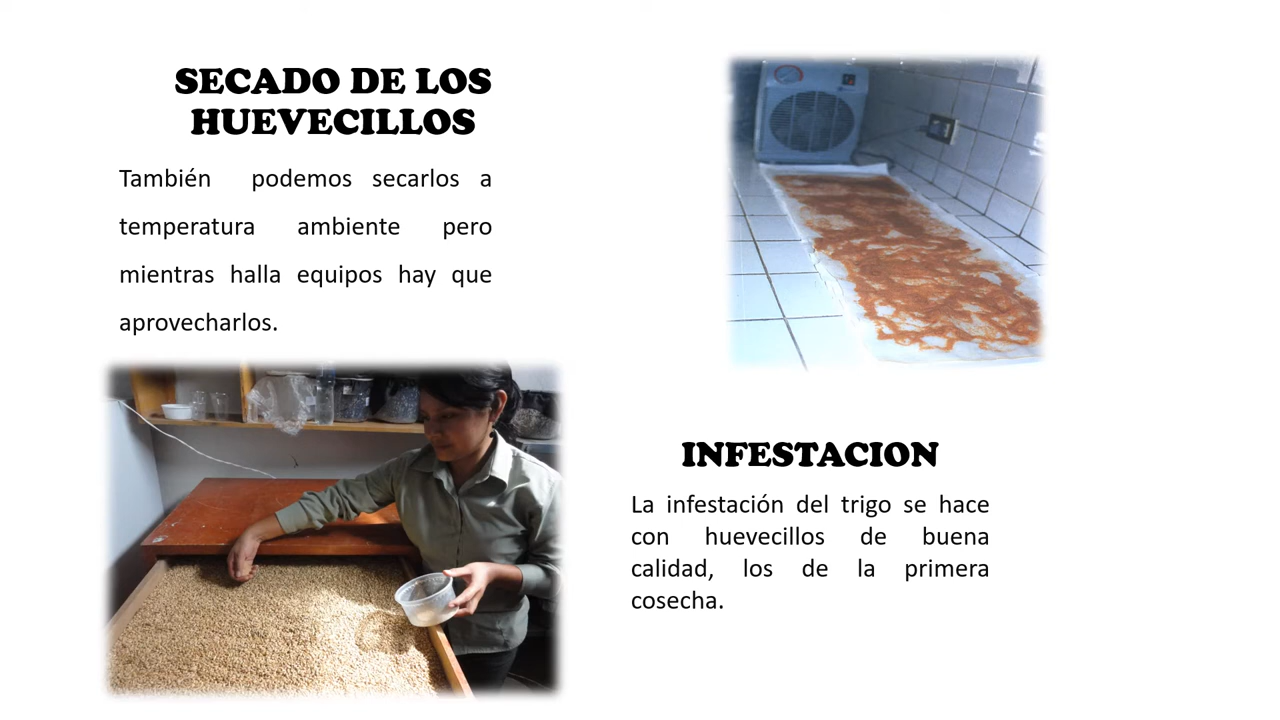 SECADO DE LOS
HUEVECILLOS
También podemos secarlos a
temperatura ambiente pero
mientras halla equipos hay que
aprovecharlos.
INFESTACION
La infestación del trigo se hace
con huevecillos de buena
calidad, los de la primera
cosecha.